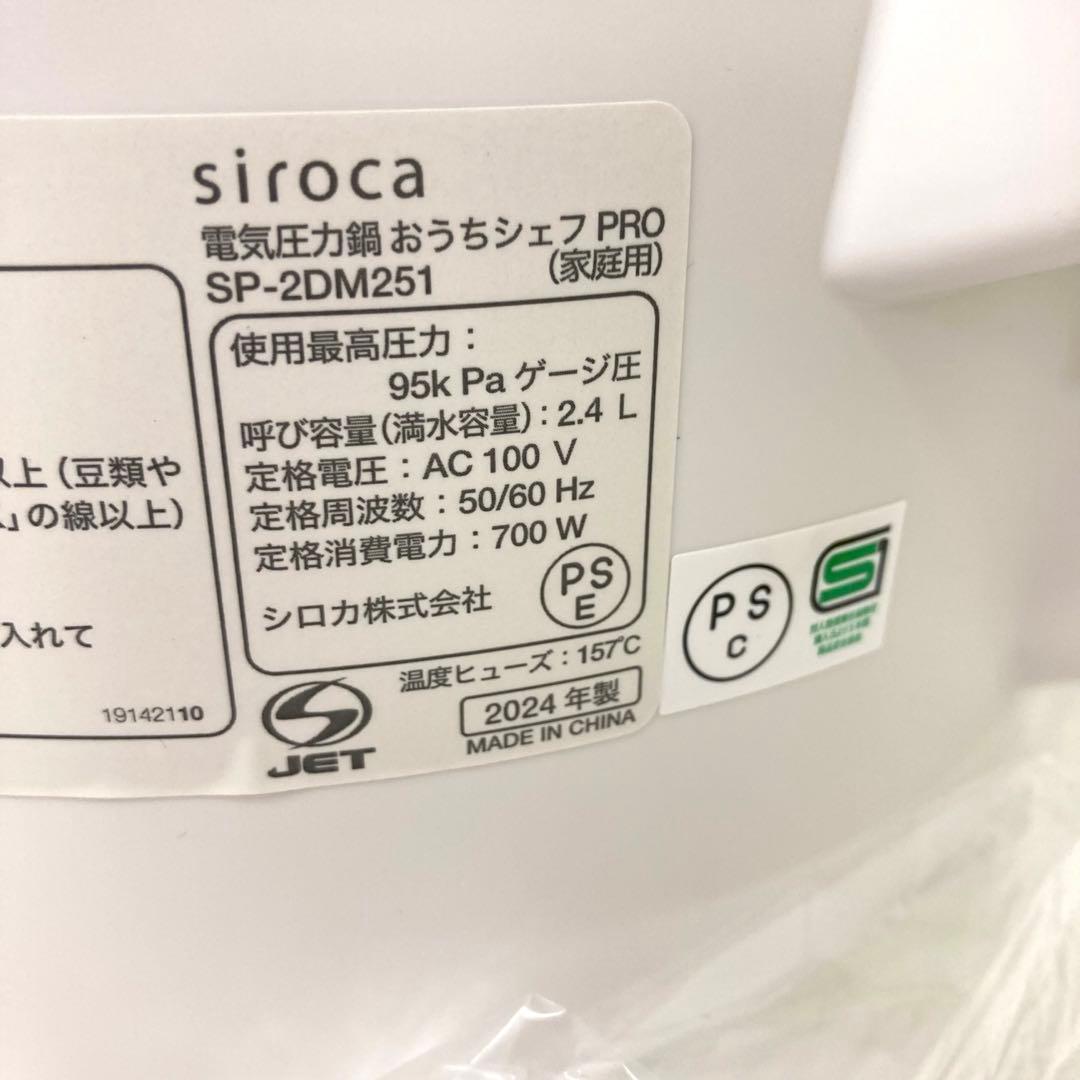 siroca
電気圧力鍋 おうちシェフ PRO
SP-2DM251
(家庭用)
使用最高圧力：
95k Pa ゲージ圧
呼び容量(満水容量)：2.4 L
定格電圧：AC 100 V
定格周波数：50/60 Hz
定格消費電力：700 W
シロカ株式会社
PS
E
温度ヒューズ：157℃
2024 年製
MADE IN CHINA
JET
以上（豆類や
」の線以上）
入れて
19142110
PS
C